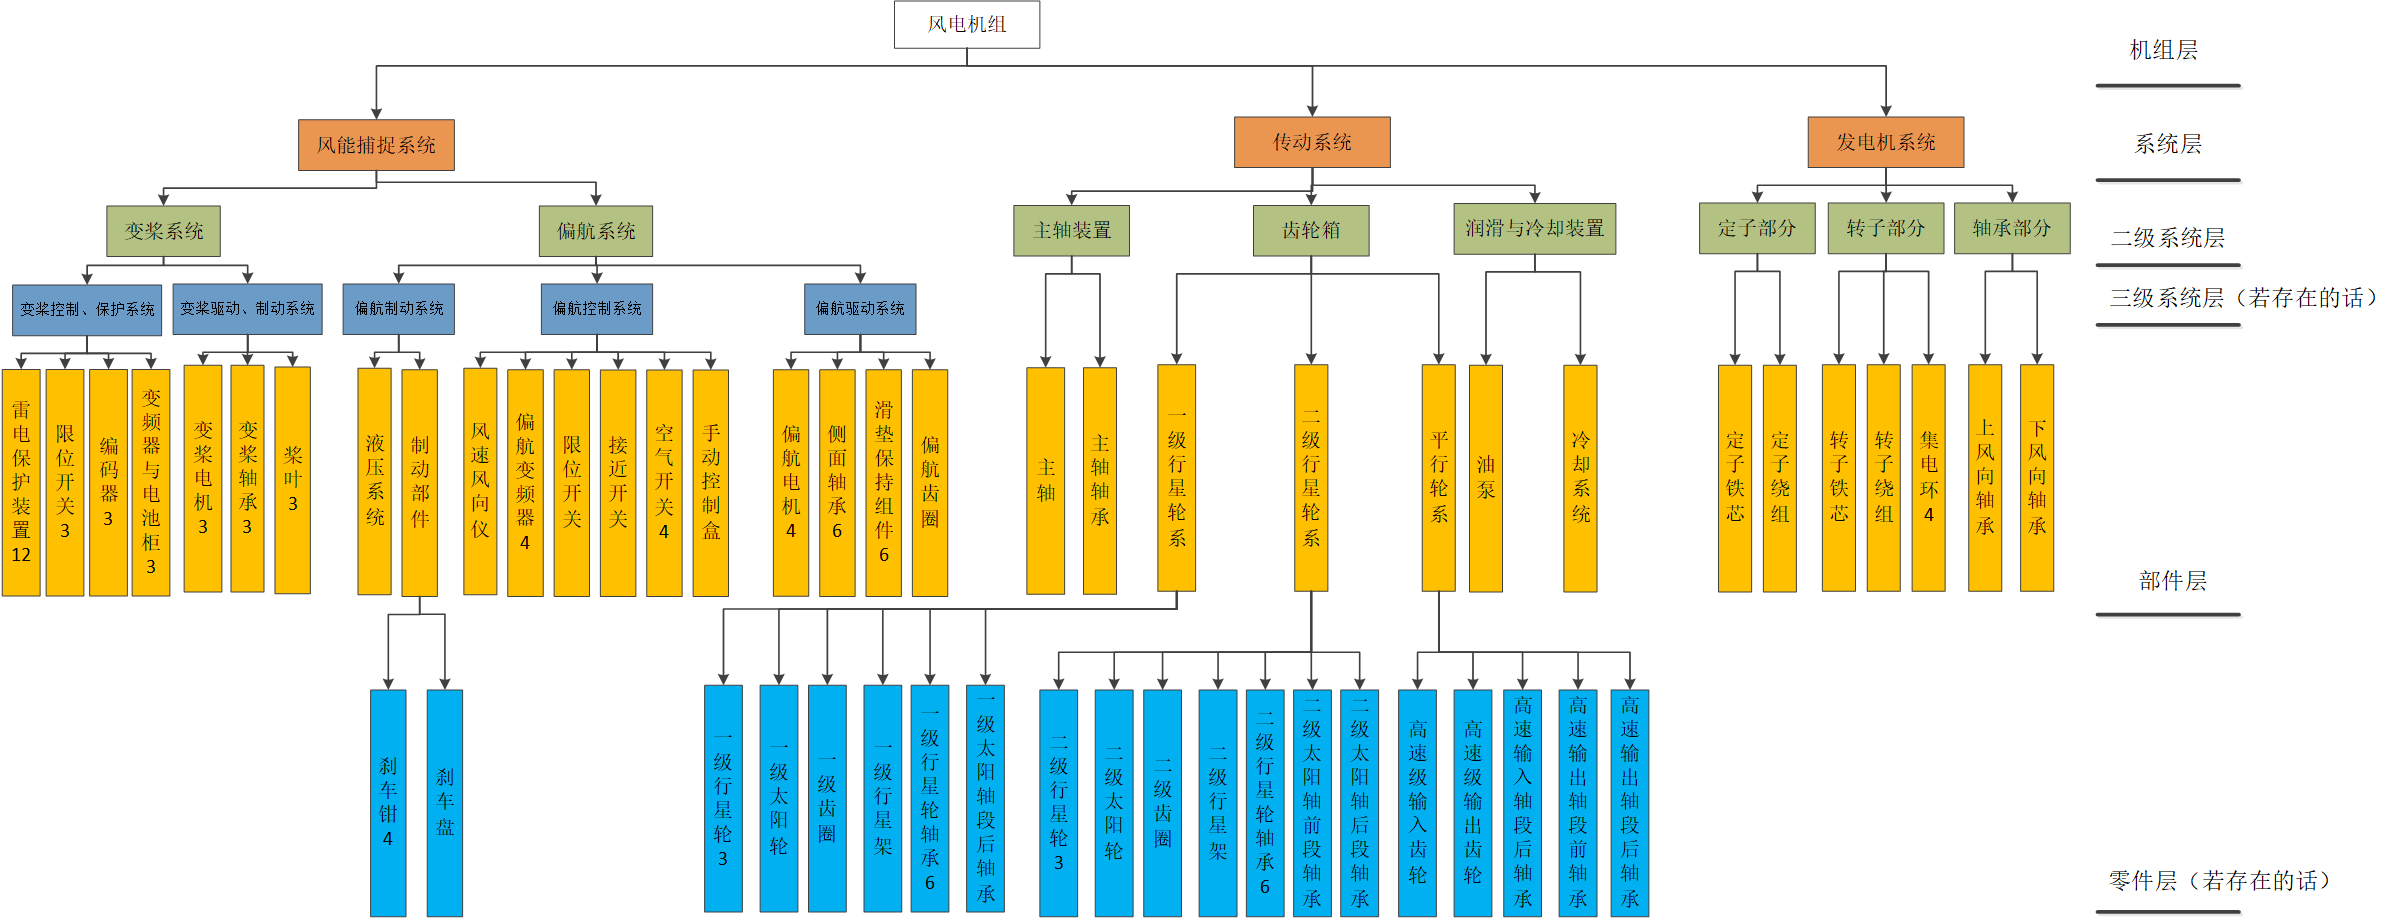 风电机组
机组层
风能捕捉系统
传动系统
发电机系统
系统层
变桨系统
偏航系统
主轴装置
齿轮箱
润滑与冷却装置
定子部分
转子部分
轴承部分
二级系统层
变桨控制、保护系统
变桨驱动、制动系统
偏航制动系统
偏航控制系统
偏航驱动系统
三级系统层（若存在的话）
雷电保护装置12
限位开关3
编码器3
变频器与电池柜3
变桨电机3
变桨轴承3
桨叶3
液压系统
制动部件
风速风向仪
偏航变频器4
限位开关
接近开关
空气开关4
手动控制盒
偏航电机4
侧面轴承6
滑垫保持组件6
偏航齿圈
主轴
主轴轴承
一级行星轮系
二级行星轮系
平行轮系
油泵
冷却系统
定子铁芯
定子绕组
转子铁芯
转子绕组
集电环4
上风向轴承
下风向轴承
部件层
刹车钳4
刹车盘
一级行星轮3
一级太阳轮
一级齿圈
一级行星架
一级行星轮轴承6
一级太阳轴段后轴承
二级行星轮3
二级太阳轮
二级齿圈
二级行星架
二级行星轮轴承6
二级太阳轴前段轴承
二级太阳轴后段轴承
高速级输入齿轮
高速级输出齿轮
高速输入轴段后轴承
高速输出轴段前轴承
高速输出轴段后轴承
零件层（若存在的话）